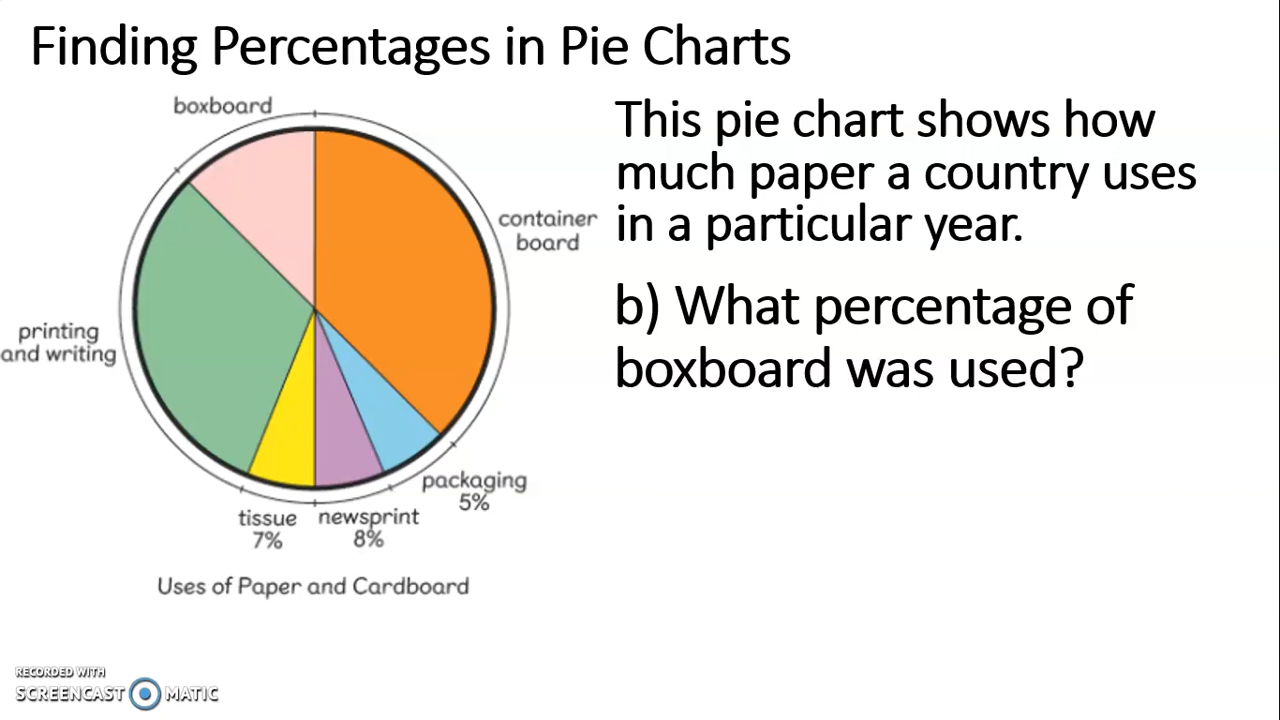 Finding Percentages in Pie Charts
boxboard
container
board
printing
and writing
packaging
5%
tissue
7%
newsprint
8%
Uses of Paper and Cardboard
This pie chart shows how
much paper a country uses
in a particular year.
b) What percentage of
boxboard was used?
RECORDED WITH
SCREENCAST MATIC